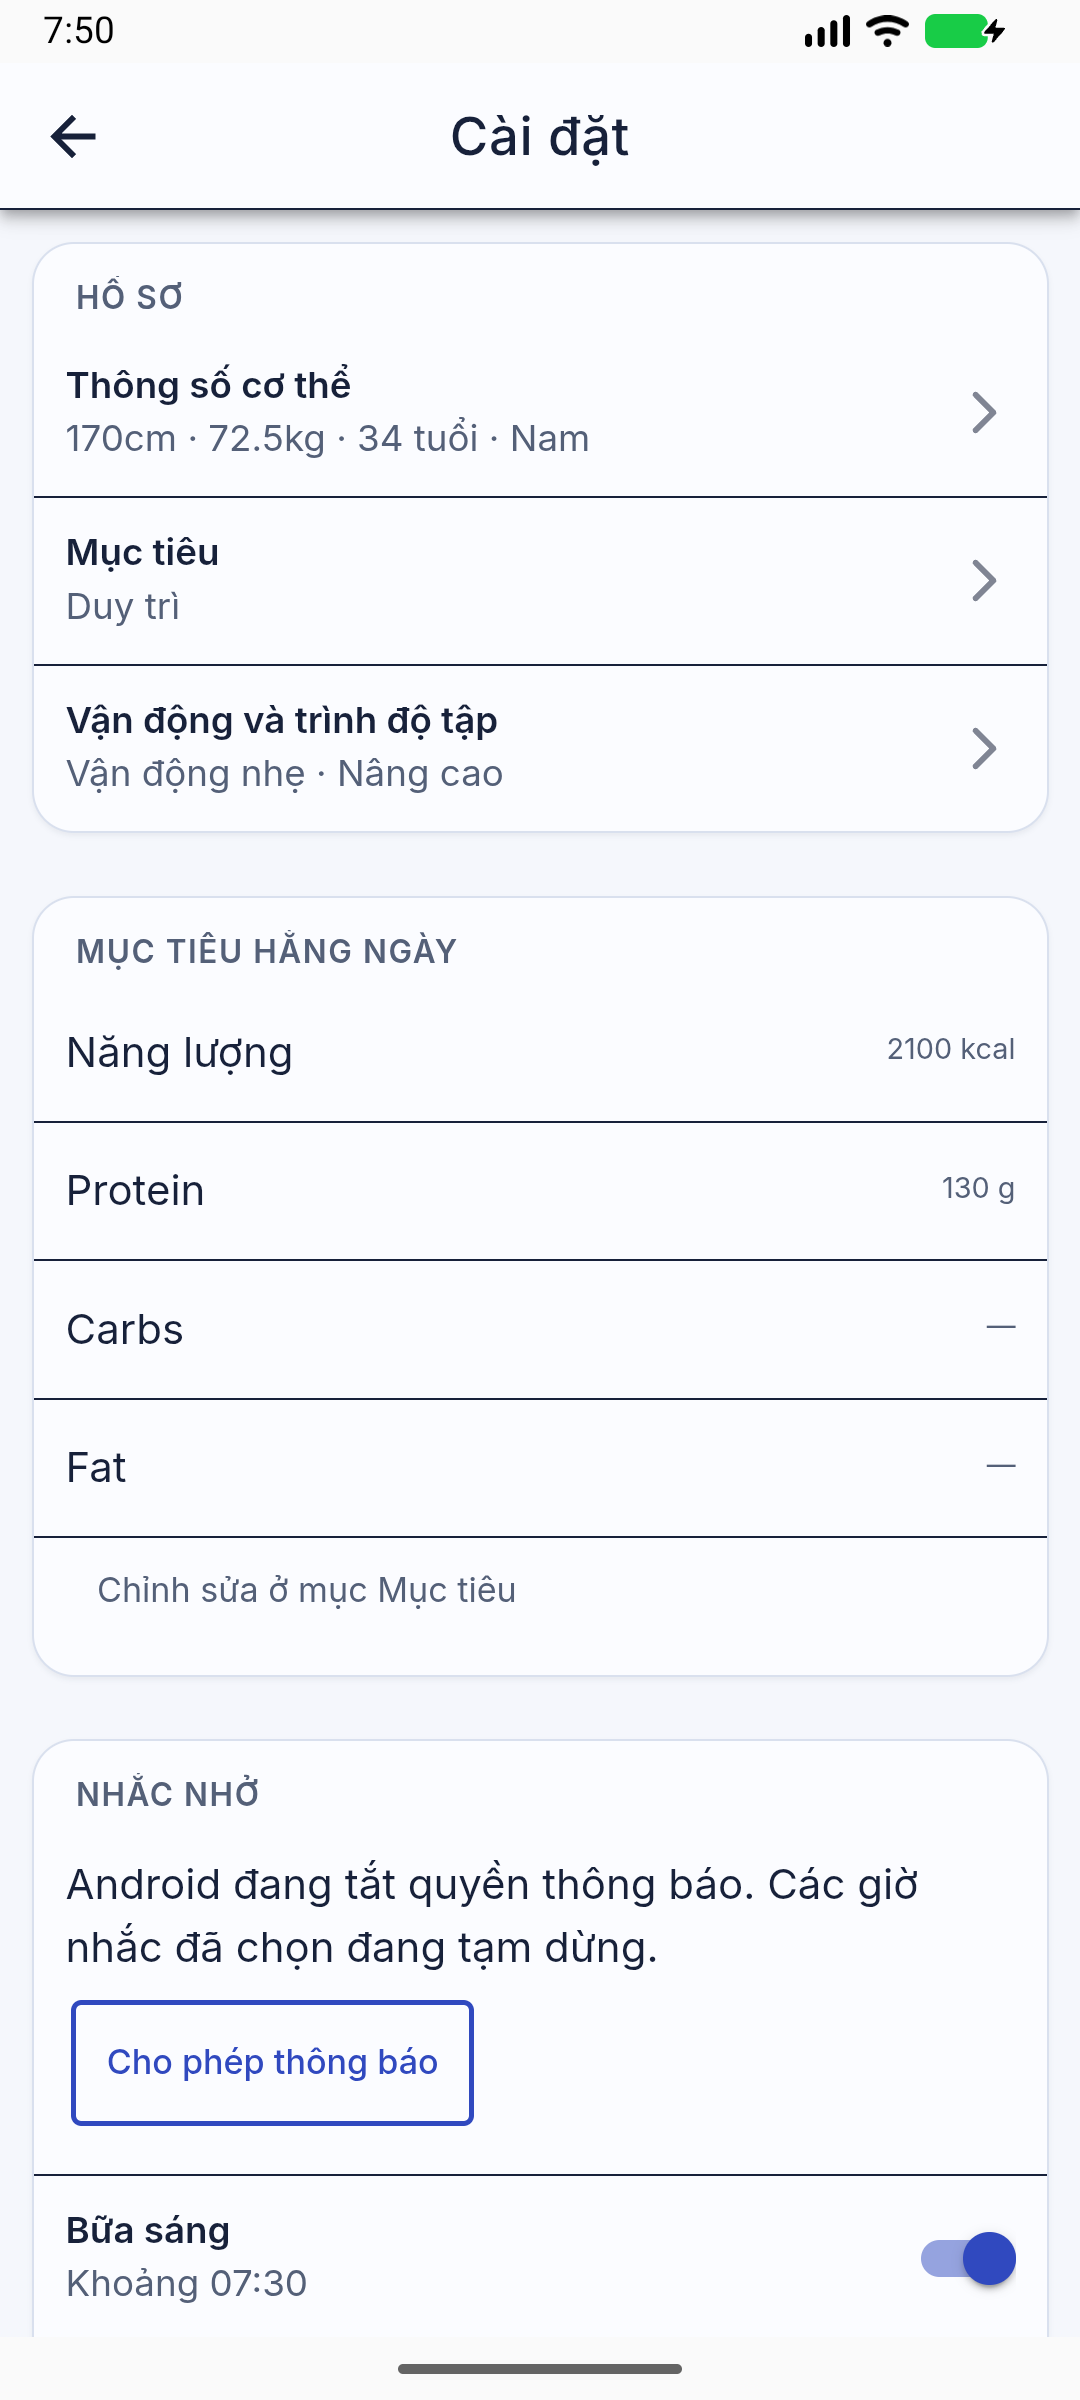 7:50
Cài đặt
HỒ SƠ
Thông số cơ thể
170cm · 72.5kg · 34 tuổi · Nam
Mục tiêu
Duy trì
Vận động và trình độ tập
Vận động nhẹ · Nâng cao
MỤC TIÊU HẰNG NGÀY
Năng lượng
2100 kcal
Protein
130 g
Carbs
—
Fat
—
Chỉnh sửa ở mục Mục tiêu
NHẮC NHỞ
Android đang tắt quyền thông báo. Các giờ
nhắc đã chọn đang tạm dừng.
Cho phép thông báo
Bữa sáng
Khoảng 07:30